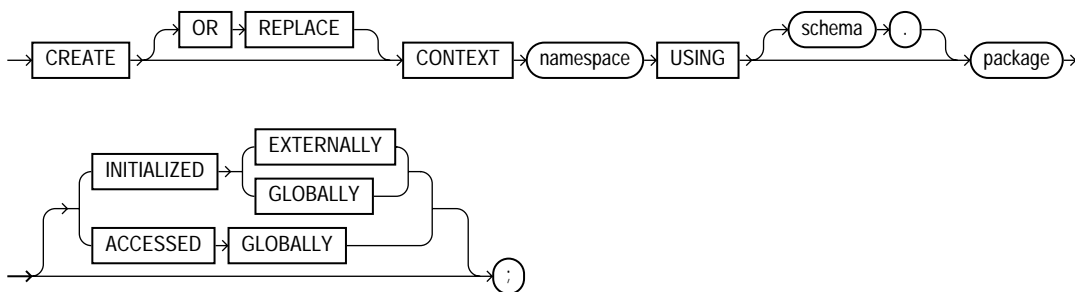 OR REPLACE schema .
CREATE CONTEXT namespace USING package
EXTERNALLY
INITIALIZED
GLOBALLY
ACCESSED GLOBALLY
;